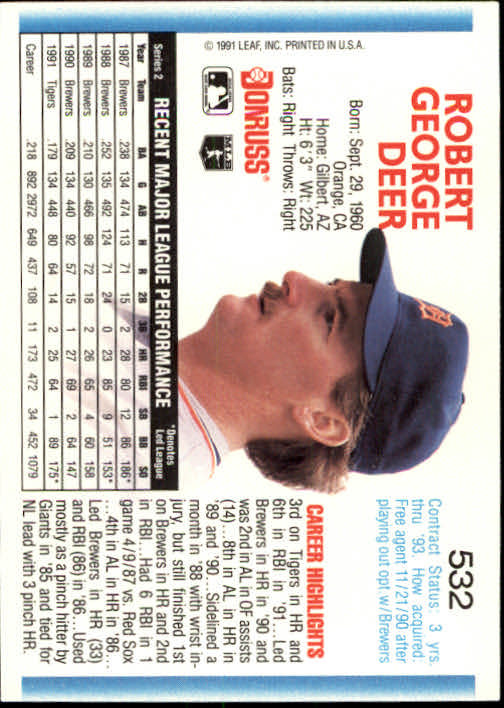 532
ROBERT
GEORGE
DEER
Born: Sept. 29, 1960
Orange, CA
Home: Gilbert, AZ
Ht: 6' 3" Wt: 225
Bats: Right Throws: Right
DONRUSS®
MLBPA
© 1991 LEAF, INC. PRINTED IN U.S.A.
Contract Status: 3 yrs.
thru '93. How acquired:
Free agent 11/21/90 after
playing out opt. w/Brewers
CAREER HIGHLIGHTS
3rd on Tigers in HR and
6th in RBI in '91...Led
Brewers in HR in '90 and
was 2nd in AL in OF assists
(14)...8th in AL in HR in
'89 and '90...Sidelined a
month in '88 with wrist in-
jury, but still finished 1st
on Brewers in HR and 2nd
in RBI...Had 6 RBI in 1
game 4/9/87 vs. Red Sox
...4th in AL in HR in '86...
Led Brewers in HR (33)
and RBI (86) in '86...Used
mostly as a pinch hitter by
Giants in '85 and tied for
NL lead with 3 pinch HR.
Series 2 RECENT MAJOR LEAGUE PERFORMANCE *Denotes Led League
Year Team BA G AB H R 2B 3B HR RBI SB BB SO
1987 Brewers .238 134 474 113 71 15 2 28 80 12 86 186*
1988 Brewers .252 135 492 124 71 24 0 23 85 9 51 153*
1989 Brewers .210 130 466 98 72 18 2 26 65 4 60 158
1990 Brewers .209 134 440 92 57 15 1 27 69 2 64 147
1991 Tigers .179 134 448 80 64 14 2 25 64 1 89 175*
Career .218 892 2972 649 437 108 11 173 472 34 452 1079